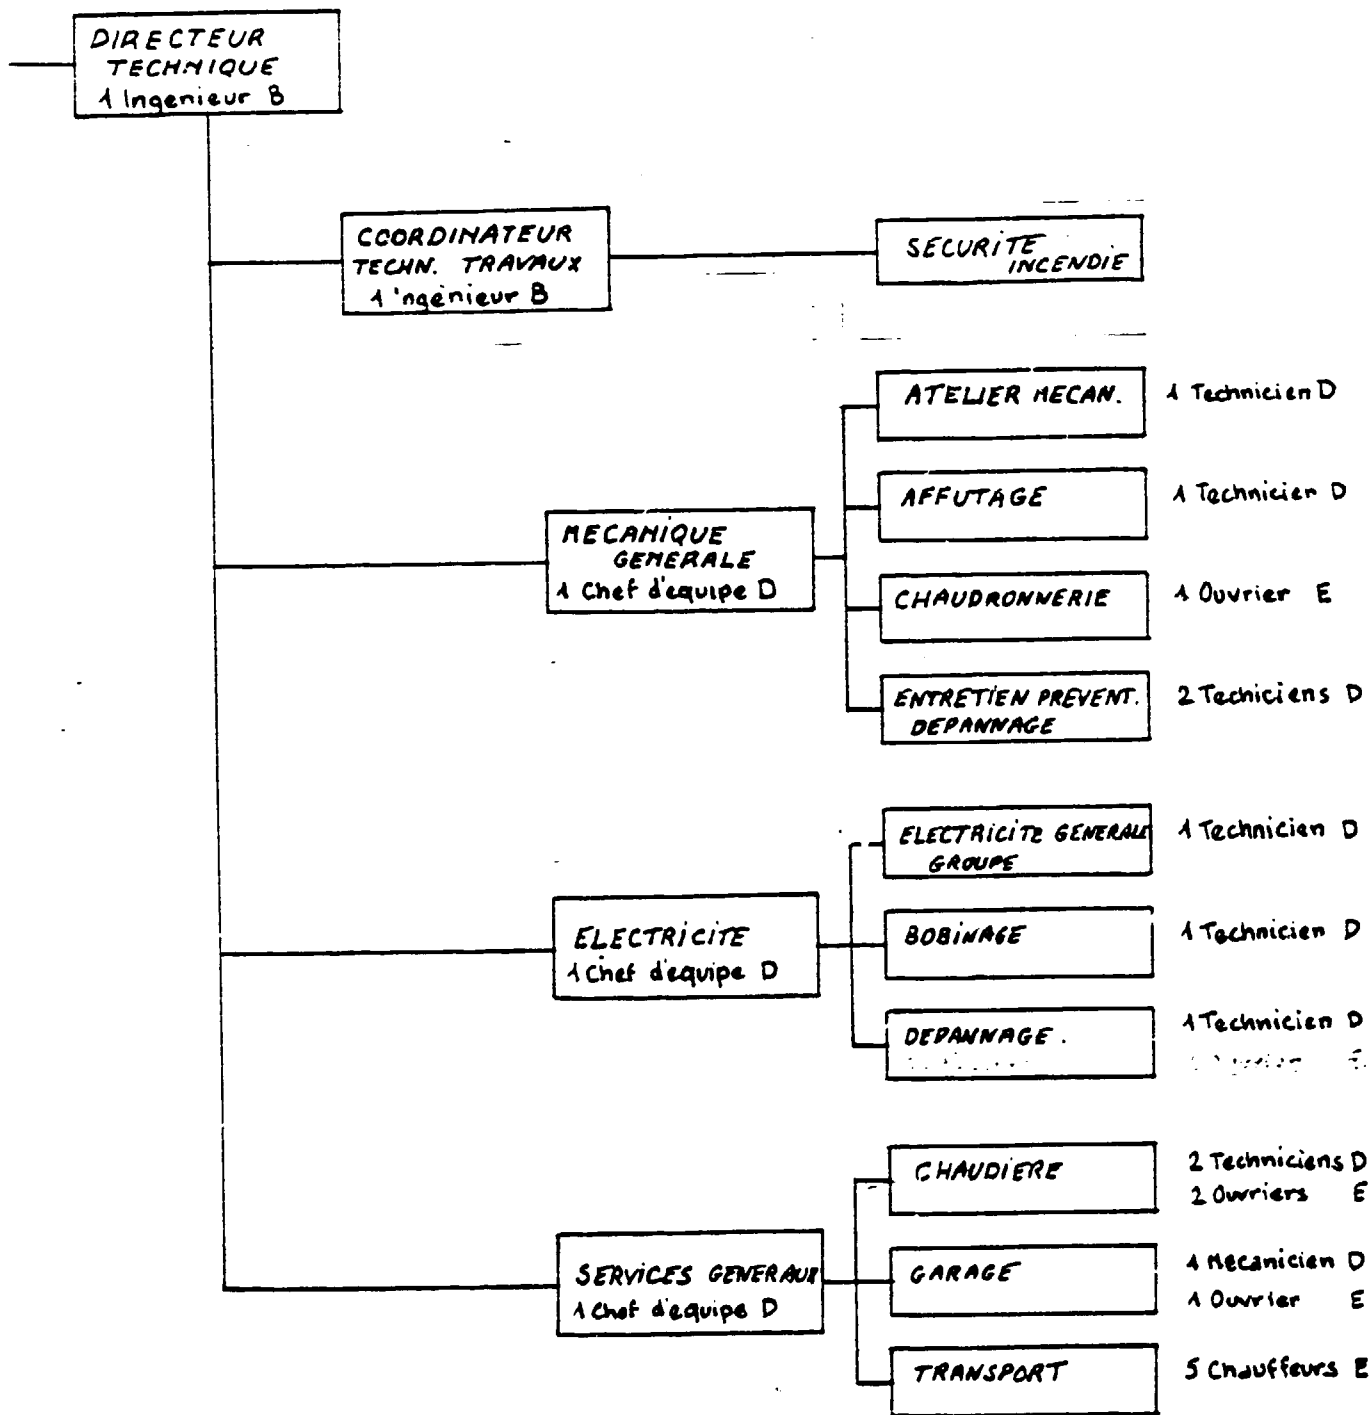 DIRECTEUR
TECHNIQUE
1 Ingenieur B
COORDINATEUR
TECHN. TRAVAUX
1 'ngénieur B
SECURITE
INCENDIE
MECANIQUE
GENERALE
1 Chef d'equipe D
ATELIER MECAN.
1 Technicien D
AFFUTAGE
1 Technicien D
CHAUDRONNERIE
1 Ouvrier E
ENTRETIEN PREVENT.
DEPANNAGE
2 Techiciens D
ELECTRICITE
1 Chef d'equipe D
ELECTRICITE GENERALE
GROUPE
1 Technicien D
BOBINAGE
1 Technicien D
DEPANNAGE.
1 Technicien D
SERVICES GENERAUX
1 Chef d'equipe D
CHAUDIERE
2 Techniciens D
2 Ouvriers E
GARAGE
1 Mecanicien D
1 Ouvrier E
TRANSPORT
5 Chauffeurs E